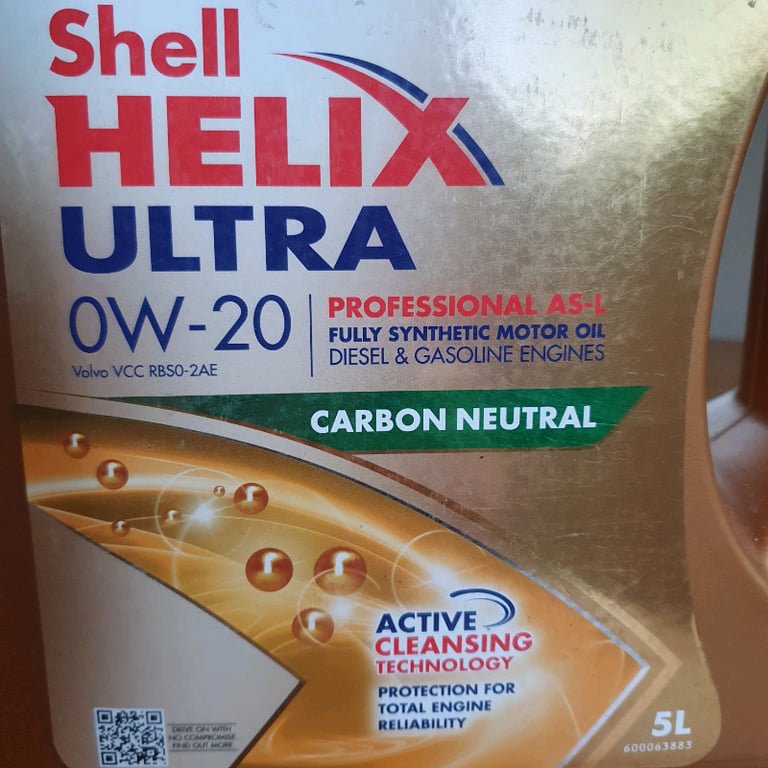 Shell
HELIX
ULTRA
0W-20
Volvo VCC RBS0-2AE
PROFESSIONAL AS-L
FULLY SYNTHETIC MOTOR OIL
DIESEL & GASOLINE ENGINES
CARBON NEUTRAL
ACTIVE
CLEANSING
TECHNOLOGY
PROTECTION FOR
TOTAL ENGINE
RELIABILITY
DRIVE ON WITH
NO COMPROMISE
FIND OUT MORE
5L
600063883